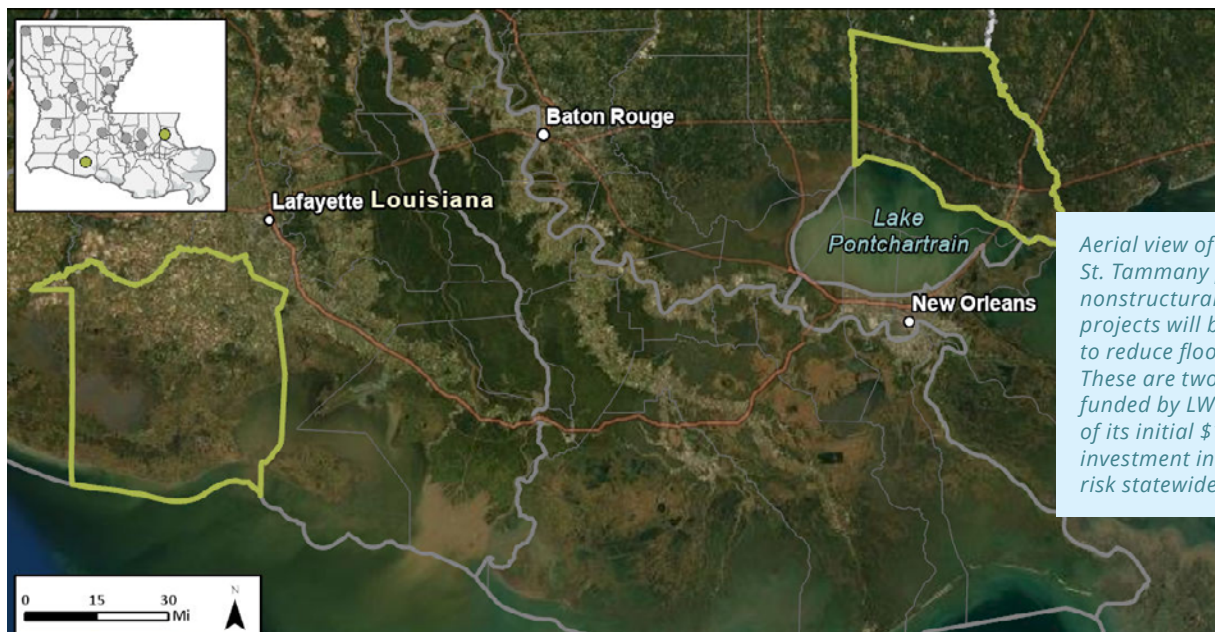 Baton Rouge
Lafayette Louisiana
Lake
Pontchartrain
New Orleans
Aerial view of
St. Tammany
nonstructural
projects will b
to reduce floo
These are two
funded by LW
of its initial $
investment in
risk statewide
N
0 15 30
Mi